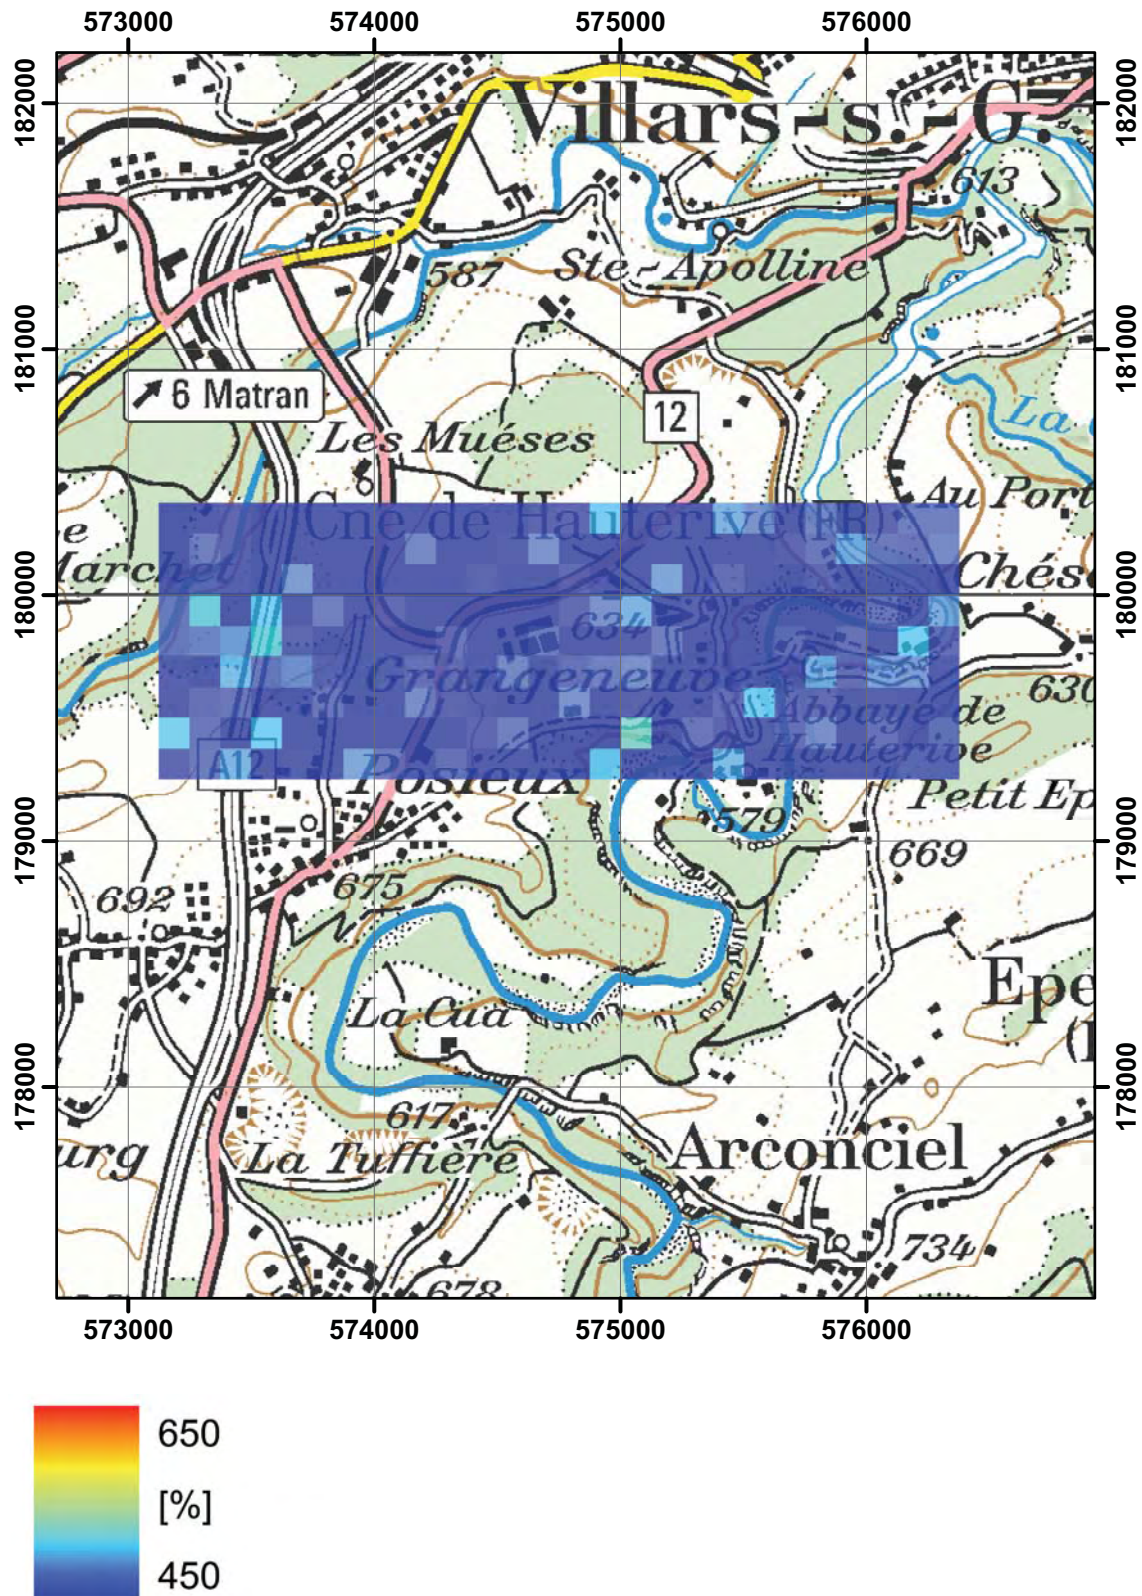 573000 574000 575000 576000
182000 182000
Villars-s.-G.
613
587 Ste-Apolline
181000 181000
6 Matran
12
La
Les Muéses
Cne de Hauterive (FR)
Au Port
Marchet
Chés
180000 180000
634
Grangeneuve
630
Abbaye de
Hauterive
A12
Posieux
Petit Ep
579
179000 179000
669
675
692
Epe
La Cua
178000 178000
617
Arconciel
urg
La Tuffière
734
678
573000 574000 575000 576000
650
[%]
450